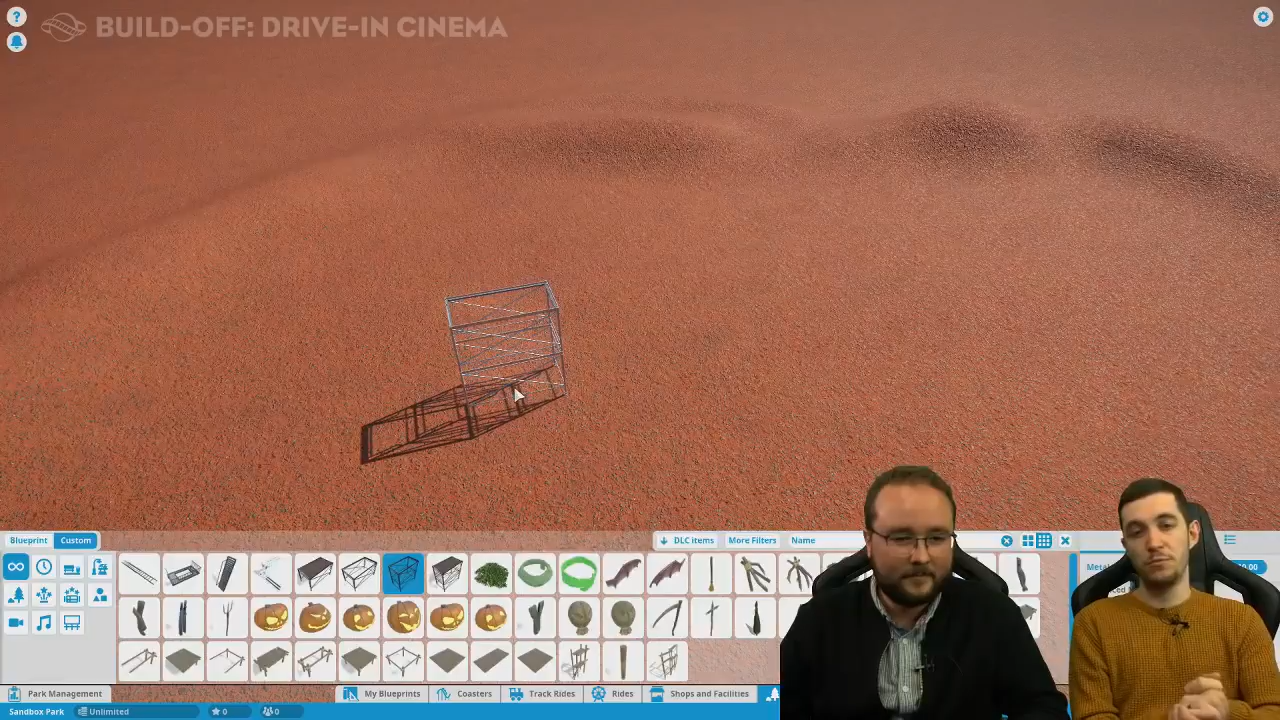 ?
BUILD-OFF: DRIVE-IN CINEMA
Blueprint
Custom
DLC items
More Filters
Name
Metal
Park Management
My Blueprints
Coasters
Track Rides
Rides
Shops and Facilities
Sandbox Park
Unlimited
0
0